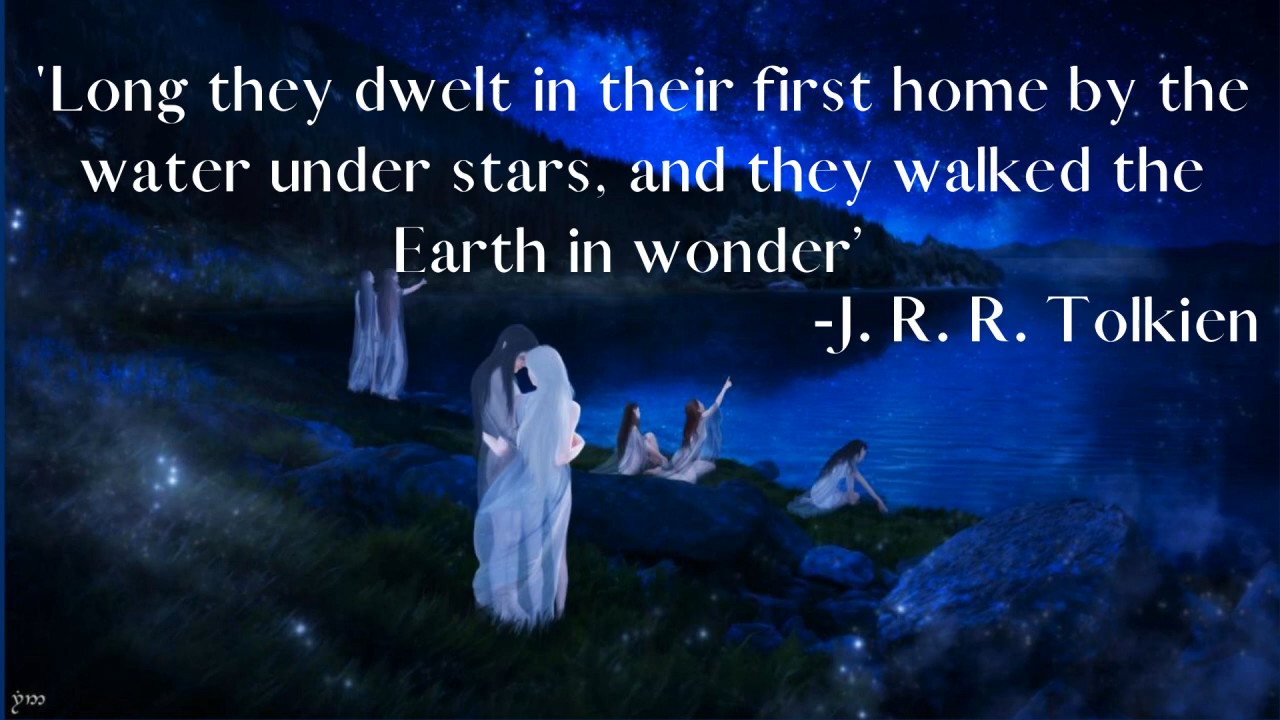 'Long they dwelt in their first home by the
water under stars, and they walked the
Earth in wonder’
-J. R. R. Tolkien